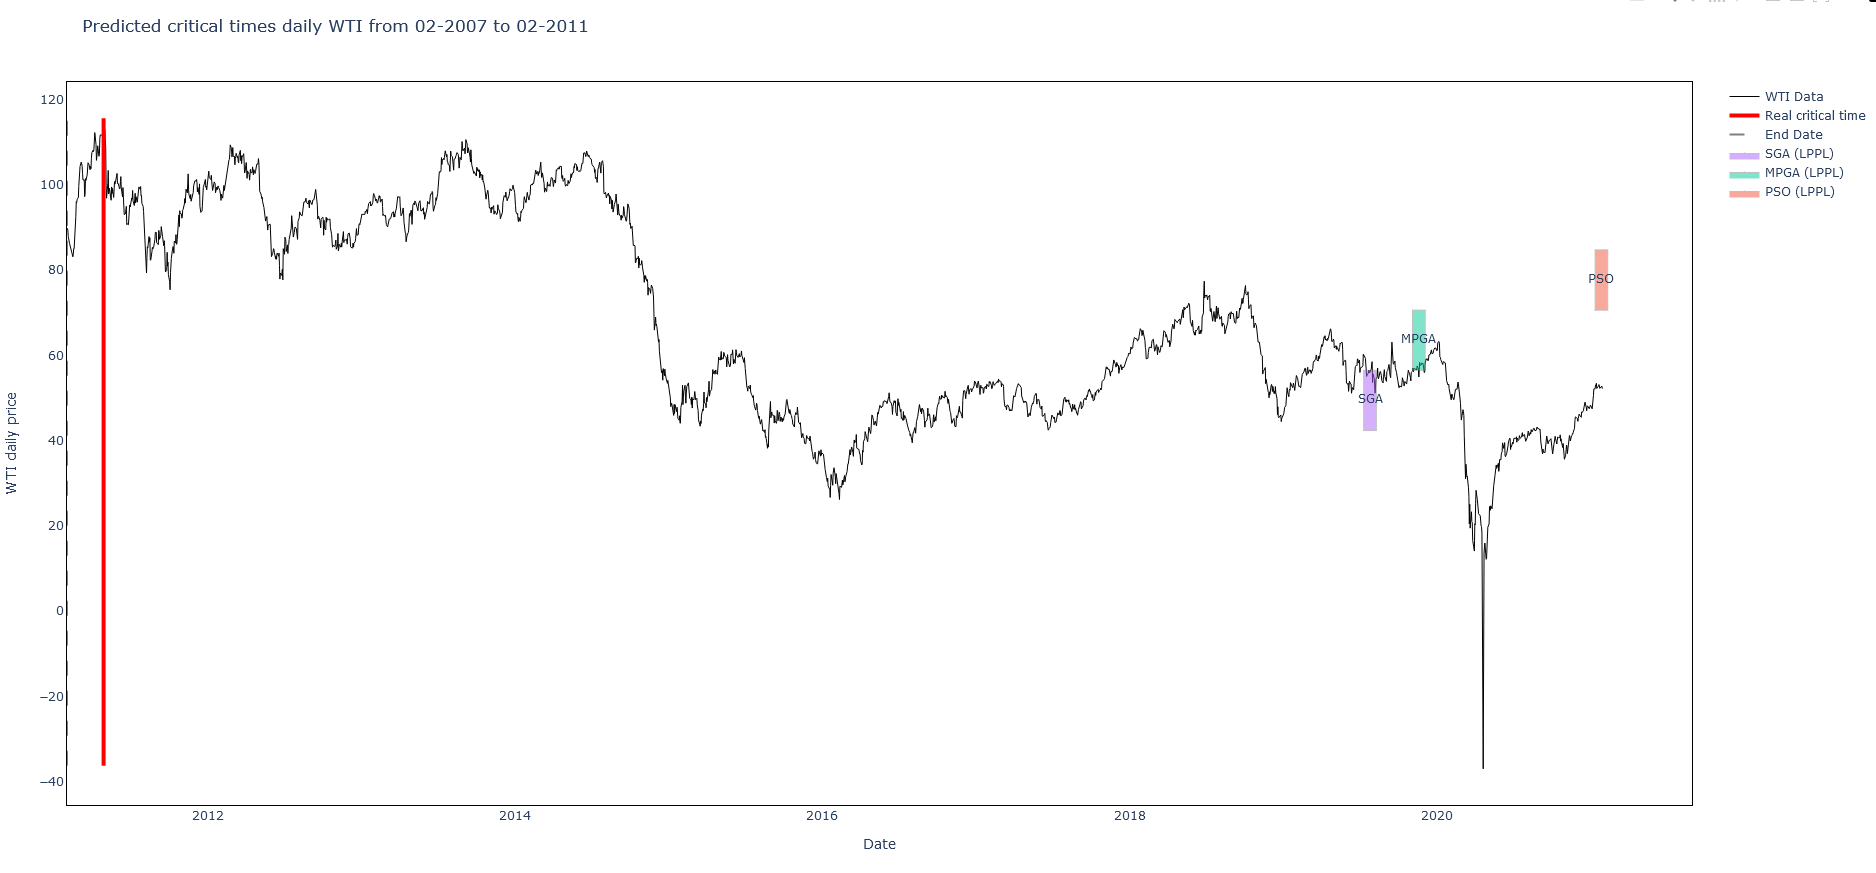 Predicted critical times daily WTI from 02-2007 to 02-2011
120
100
80
60
40
20
0
−20
−40
WTI daily price
2012
2014
2016
2018
2020
Date
SGA
MPGA
PSO
WTI Data
Real critical time
End Date
SGA (LPPL)
MPGA (LPPL)
PSO (LPPL)